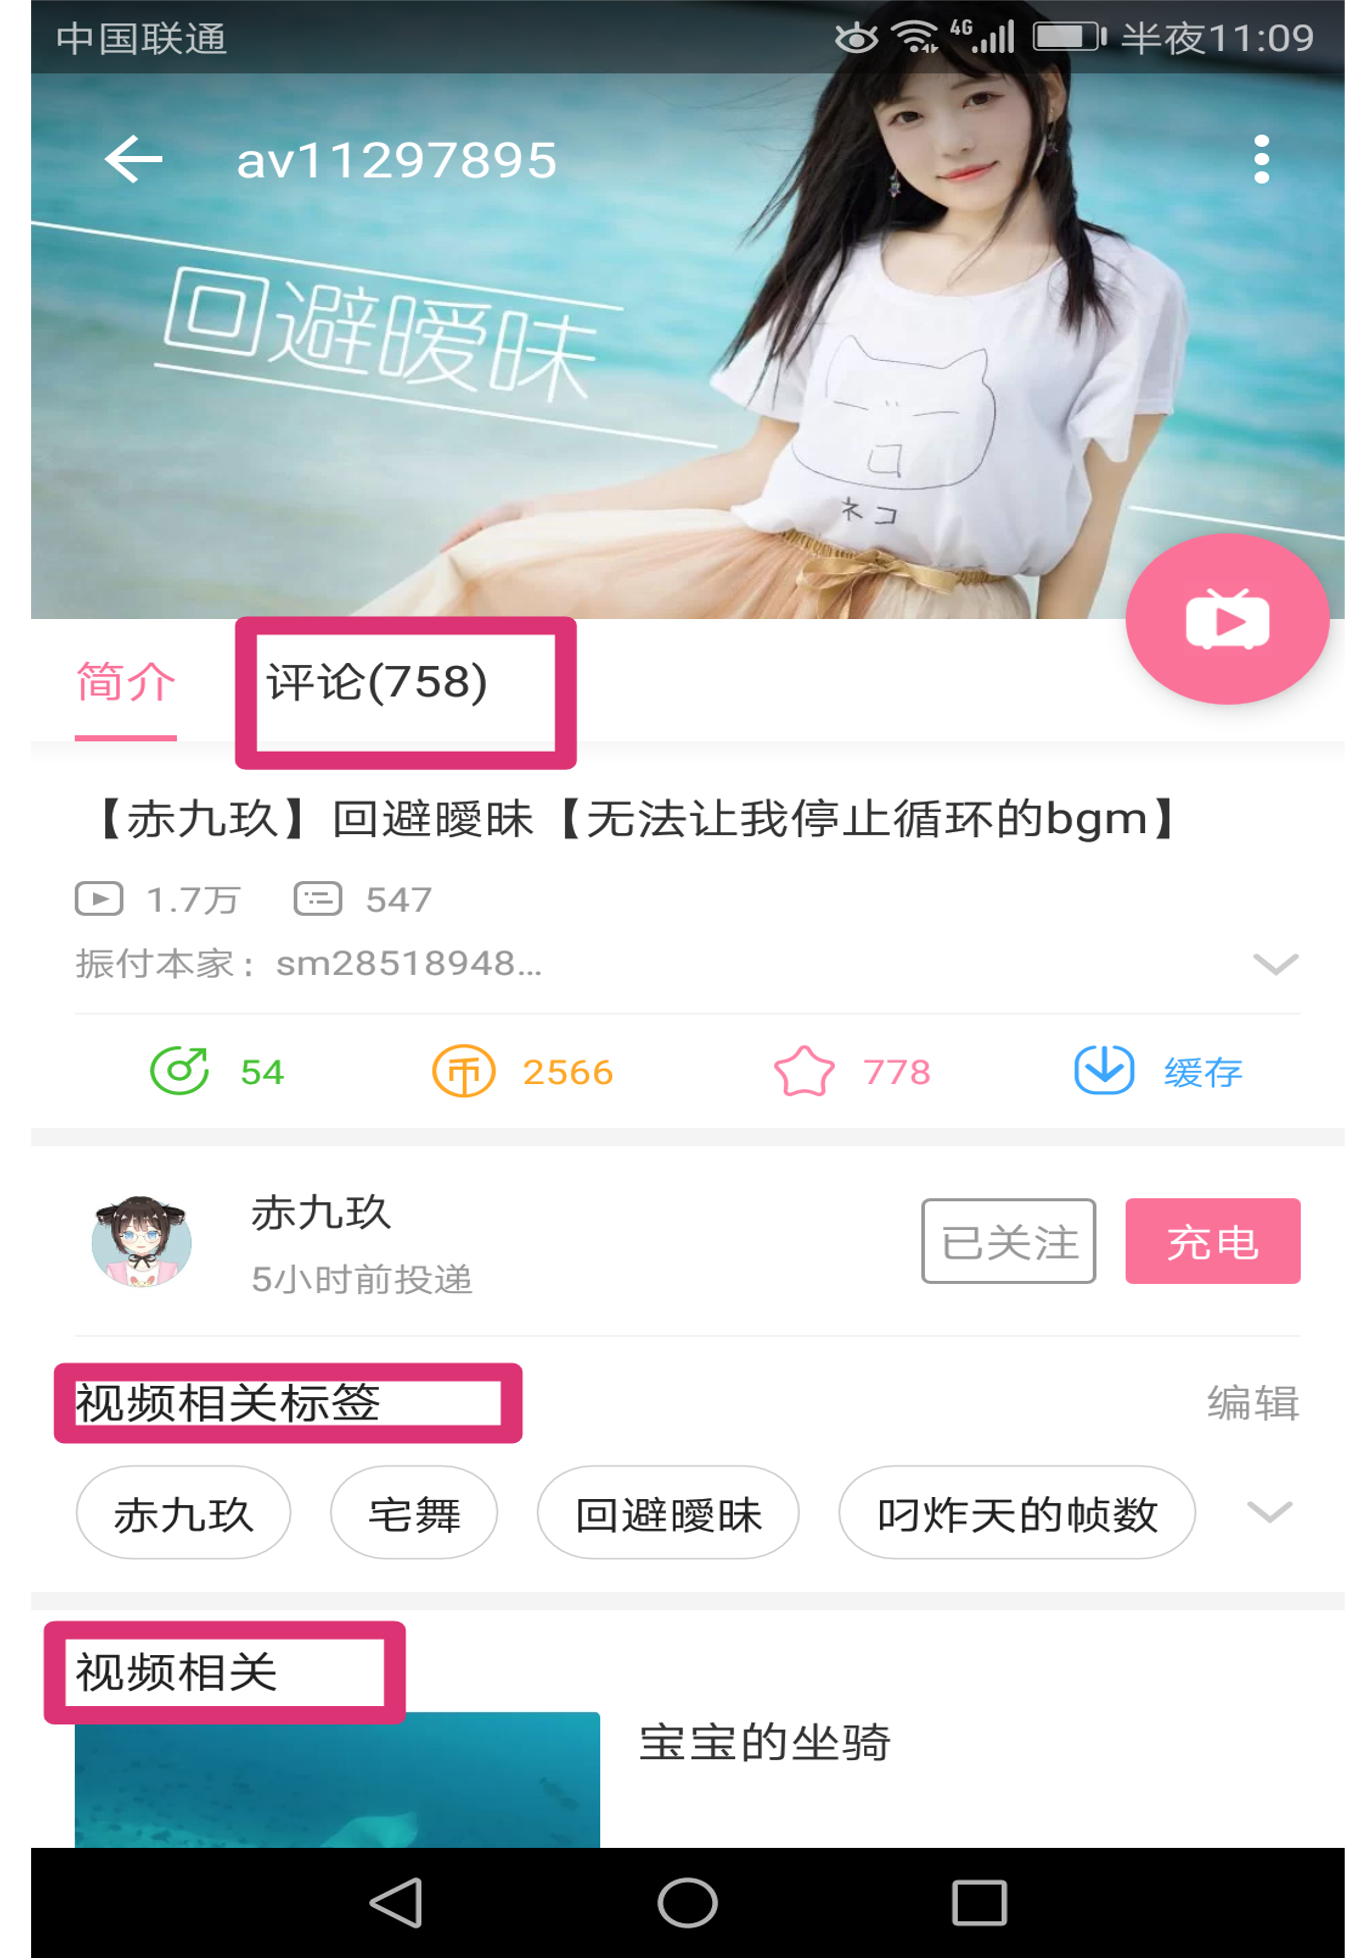 中国联通 4G 半夜11:09
av11297895
回避曖昧
ネコ
简介 评论(758)
【赤九玖】回避曖昧【无法让我停止循环的bgm】
1.7万 547
振付本家：sm28518948...
54 币 2566 778 缓存
赤九玖
5小时前投递
已关注 充电
视频相关标签 编辑
赤九玖 宅舞 回避曖昧 叼炸天的帧数
视频相关
宝宝的坐骑